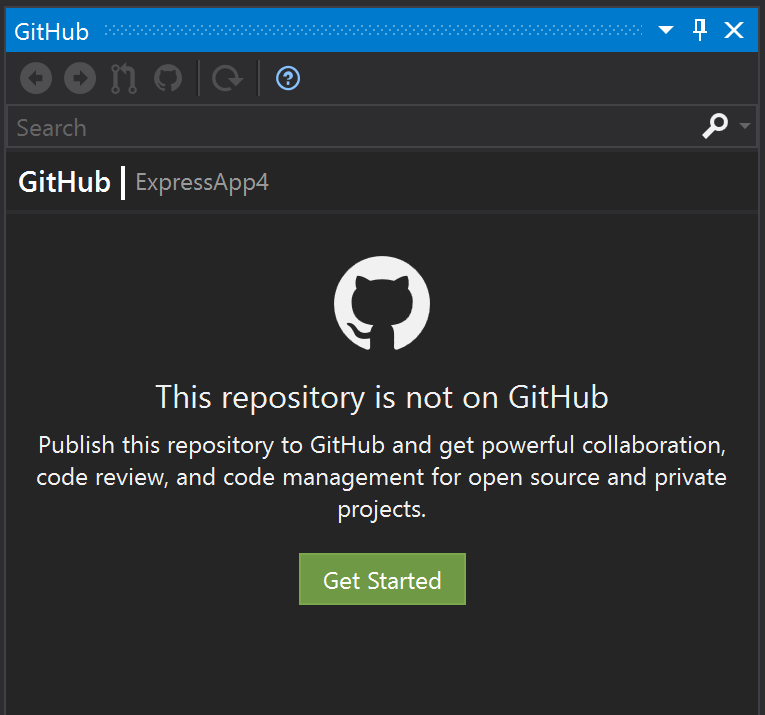 GitHub
Search
GitHub | ExpressApp4
This repository is not on GitHub
Publish this repository to GitHub and get powerful collaboration,
code review, and code management for open source and private
projects.
Get Started